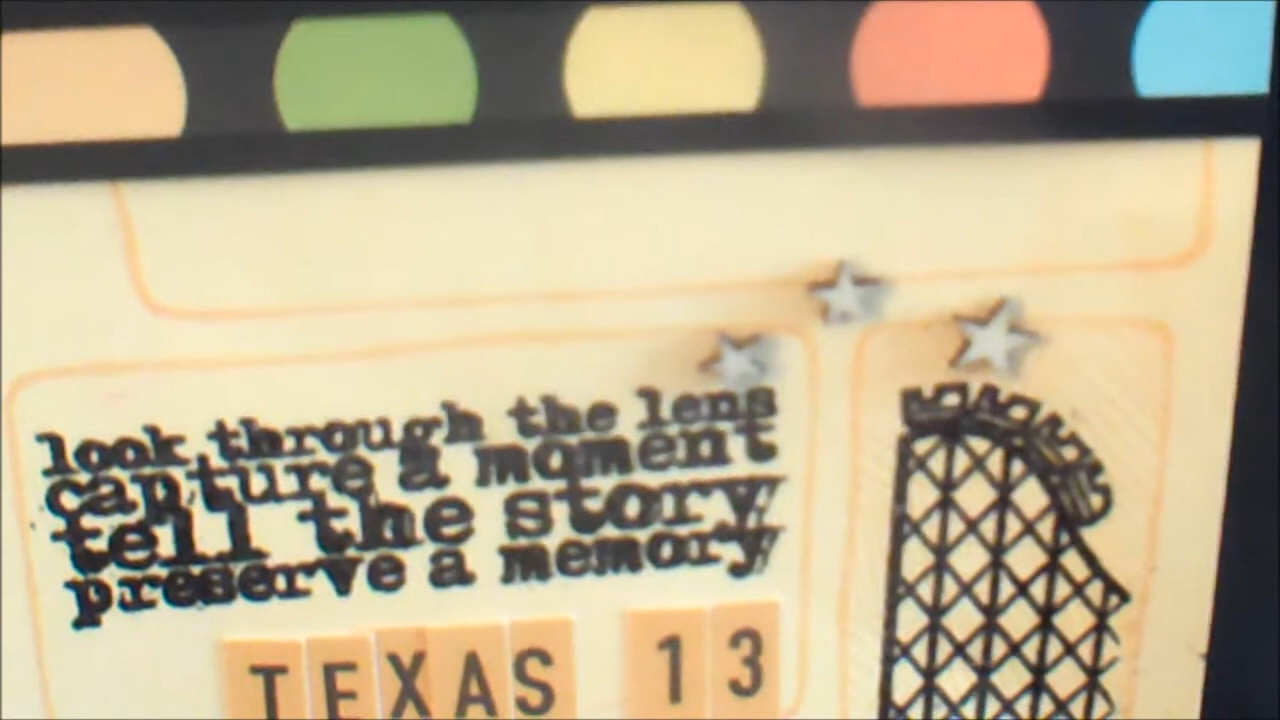 look through the lens
capture a moment
tell the story
preserve a memory
TEXAS 13